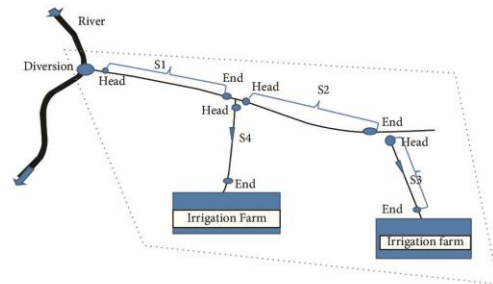 River
Diversion
Head
S1
End
Head
S2
Head
End
Head
S4
S3
End
End
Irrigation Farm
Irrigation farm